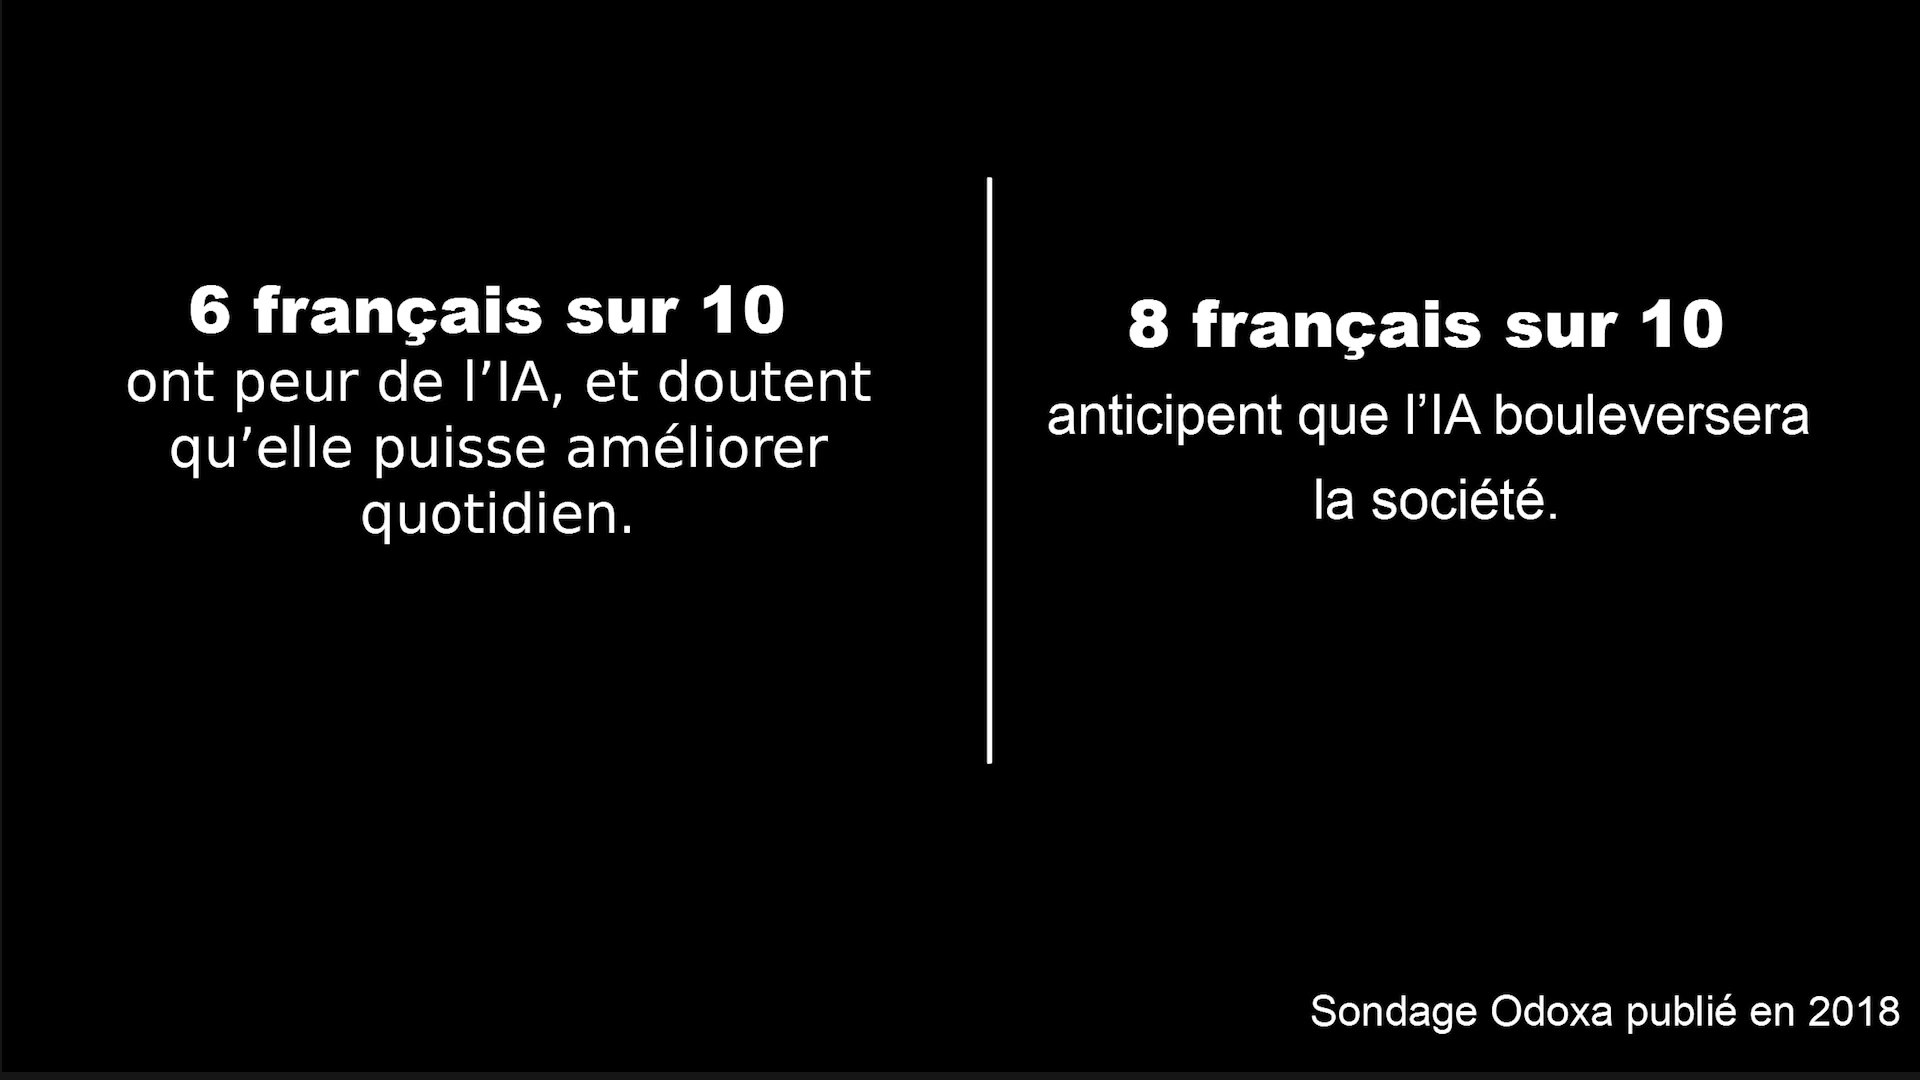 6 français sur 10
ont peur de l’IA, et doutent
qu’elle puisse améliorer
quotidien.
8 français sur 10
anticipent que l’IA bouleversera
la société.
Sondage Odoxa publié en 2018